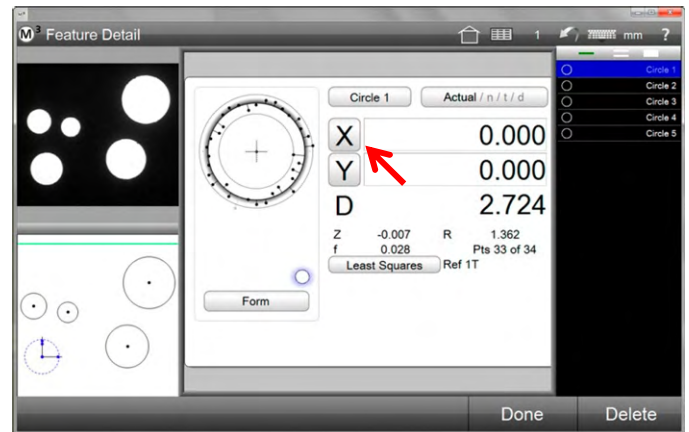 M³ Feature Detail
1
mm ?
Circle 1
Actual / n / t / d
X 0.000
Y 0.000
D 2.724
Z -0.007 R 1.362
f 0.028 Pts 33 of 34
Least Squares Ref 1T
Form
Circle 1
Circle 2
Circle 3
Circle 4
Circle 5
Done Delete